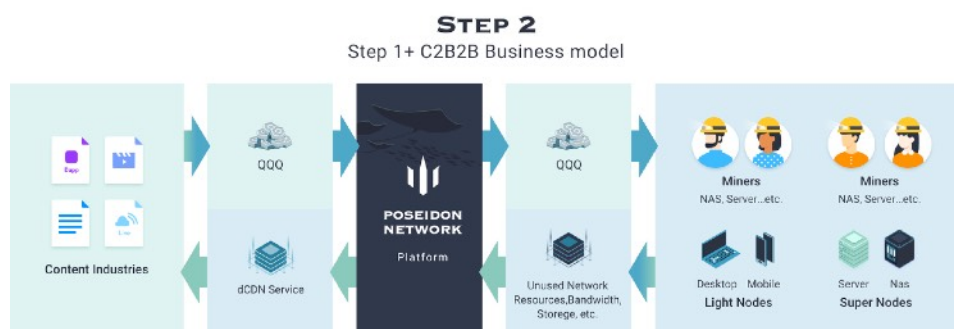 STEP 2
Step 1+ C2B2B Business model
Dapp
Live
Content Industries
QQQ
dCDN Service
POSEIDON
NETWORK
Platform
QQQ
Unused Network
Resources,Bandwidth,
Storege, etc.
Miners
NAS, Server...etc.
Miners
NAS, Server...etc.
Desktop
Mobile
Light Nodes
Server
Nas
Super Nodes